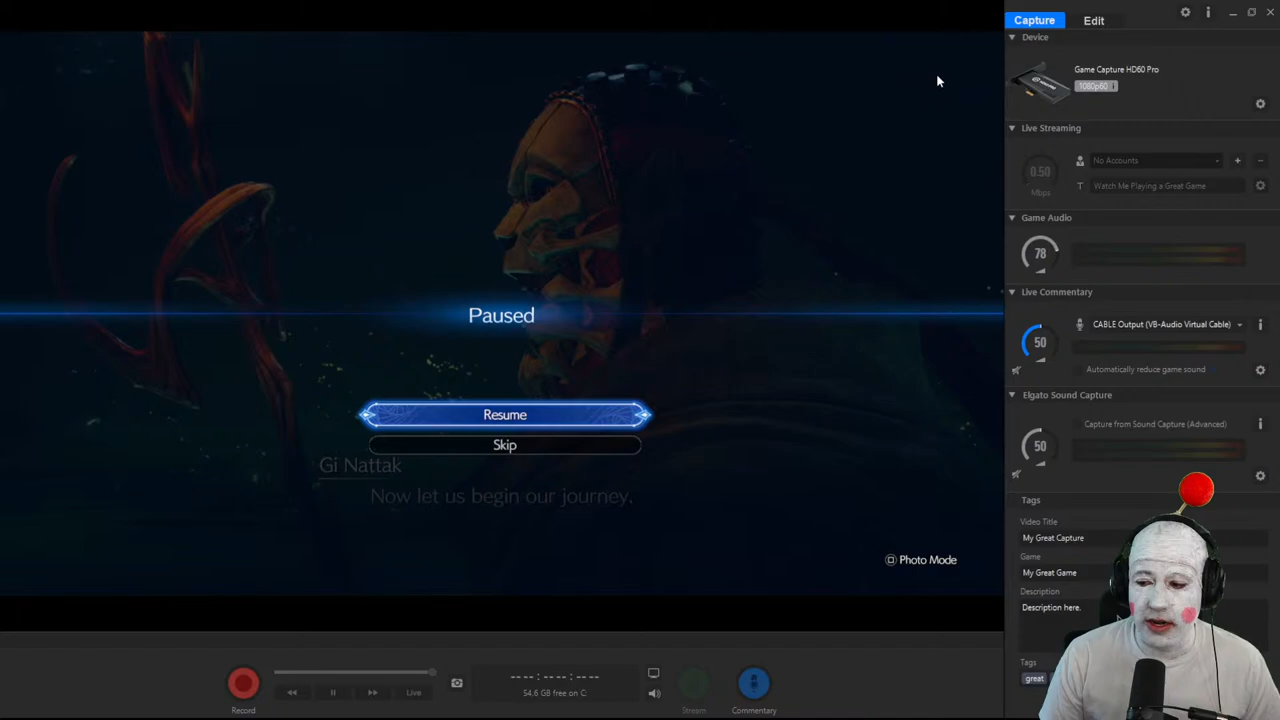 Capture
Edit
Device
Game Capture HD60 Pro
1080p60
Live Streaming
0.50
Mbps
No Accounts
T
Watch Me Playing a Great Game
Game Audio
78
Live Commentary
50
CABLE Output (VB-Audio Virtual Cable)
Automatically reduce game sound
Elgato Sound Capture
50
Capture from Sound Capture (Advanced)
Tags
Video Title
My Great Capture
Game
My Great Game
Description
Description here.
Tags
great
Paused
Resume
Skip
Gi Nattak
Now let us begin our journey.
Photo Mode
Record
Live
--:--:--
54.6 GB free on C:
Stream
Commentary